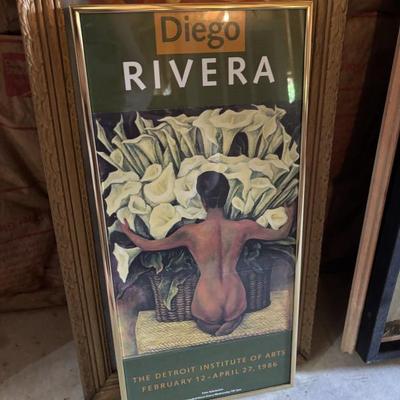 Diego
RIVERA
THE DETROIT INSTITUTE OF ARTS
FEBRUARY 12-APRIL 27, 1986